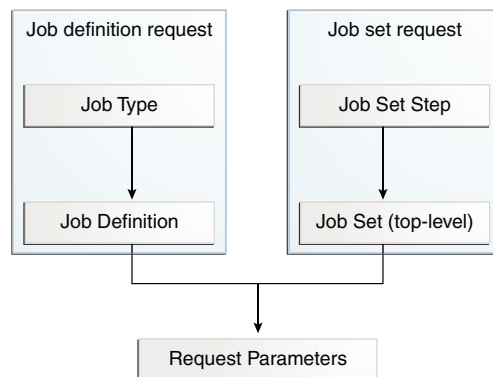 Job definition request
Job set request
Job Type
Job Set Step
Job Definition
Job Set (top-level)
Request Parameters